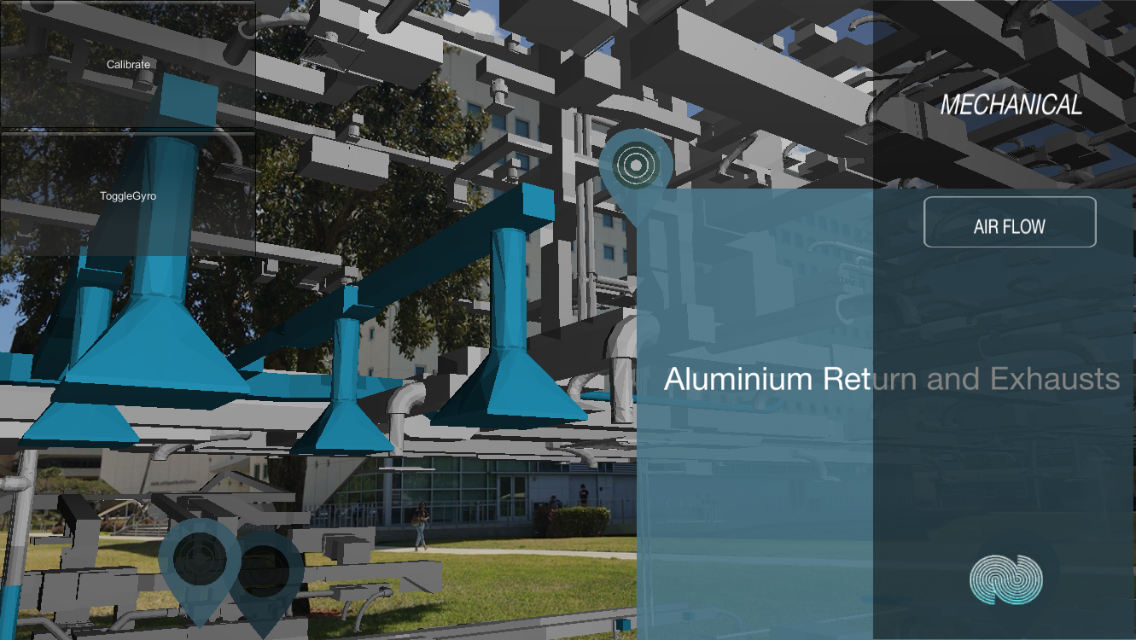 Calibrate
MECHANICAL
ToggleGyro
AIR FLOW
Aluminium Return and Exhausts